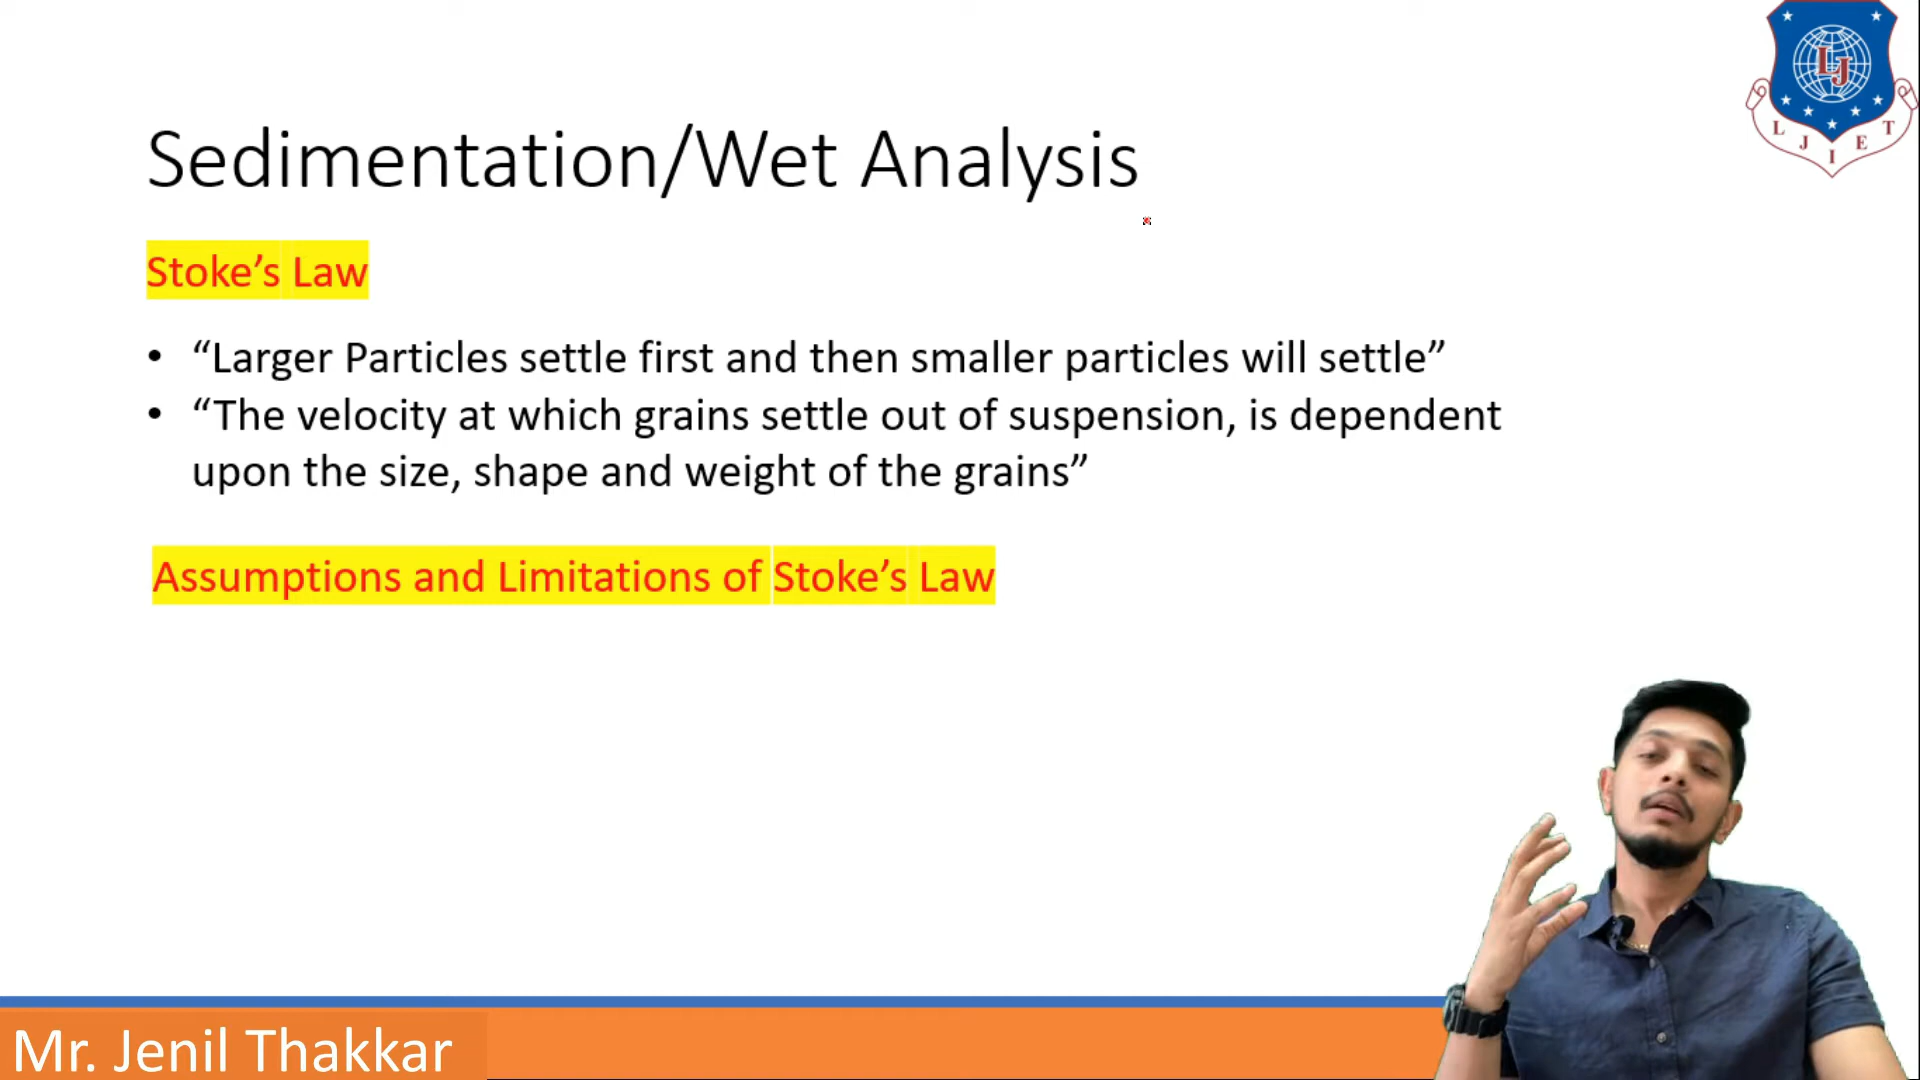 LJ
L J I E T
Sedimentation/Wet Analysis
Stoke’s Law
• “Larger Particles settle first and then smaller particles will settle”
• “The velocity at which grains settle out of suspension, is dependent
upon the size, shape and weight of the grains”
Assumptions and Limitations of Stoke’s Law
Mr. Jenil Thakkar